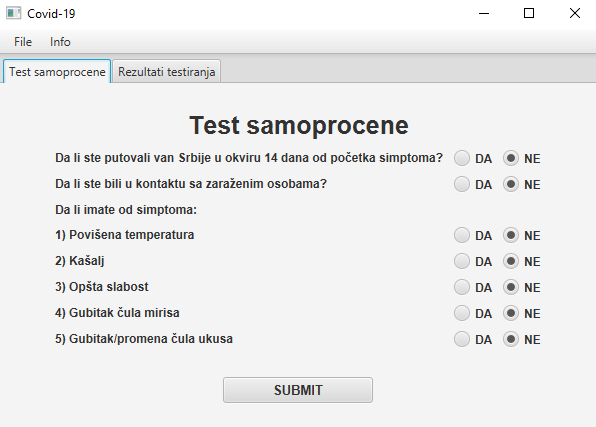 Covid-19
File Info
Test samoprocene Rezultati testiranja
Test samoprocene
Da li ste putovali van Srbije u okviru 14 dana od početka simptoma? DA NE
Da li ste bili u kontaktu sa zaraženim osobama? DA NE
Da li imate od simptoma:
1) Povišena temperatura DA NE
2) Kašalj DA NE
3) Opšta slabost DA NE
4) Gubitak čula mirisa DA NE
5) Gubitak/promena čula ukusa DA NE
SUBMIT